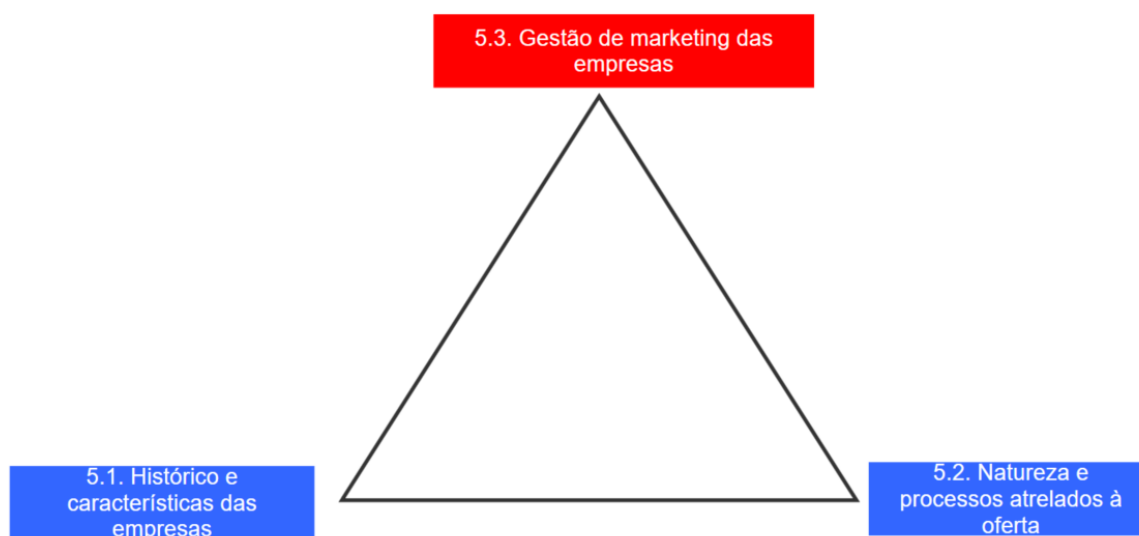 5.3. Gestão de marketing das
empresas
5.1. Histórico e
características das
empresas
5.2. Natureza e
processos atrelados à
oferta